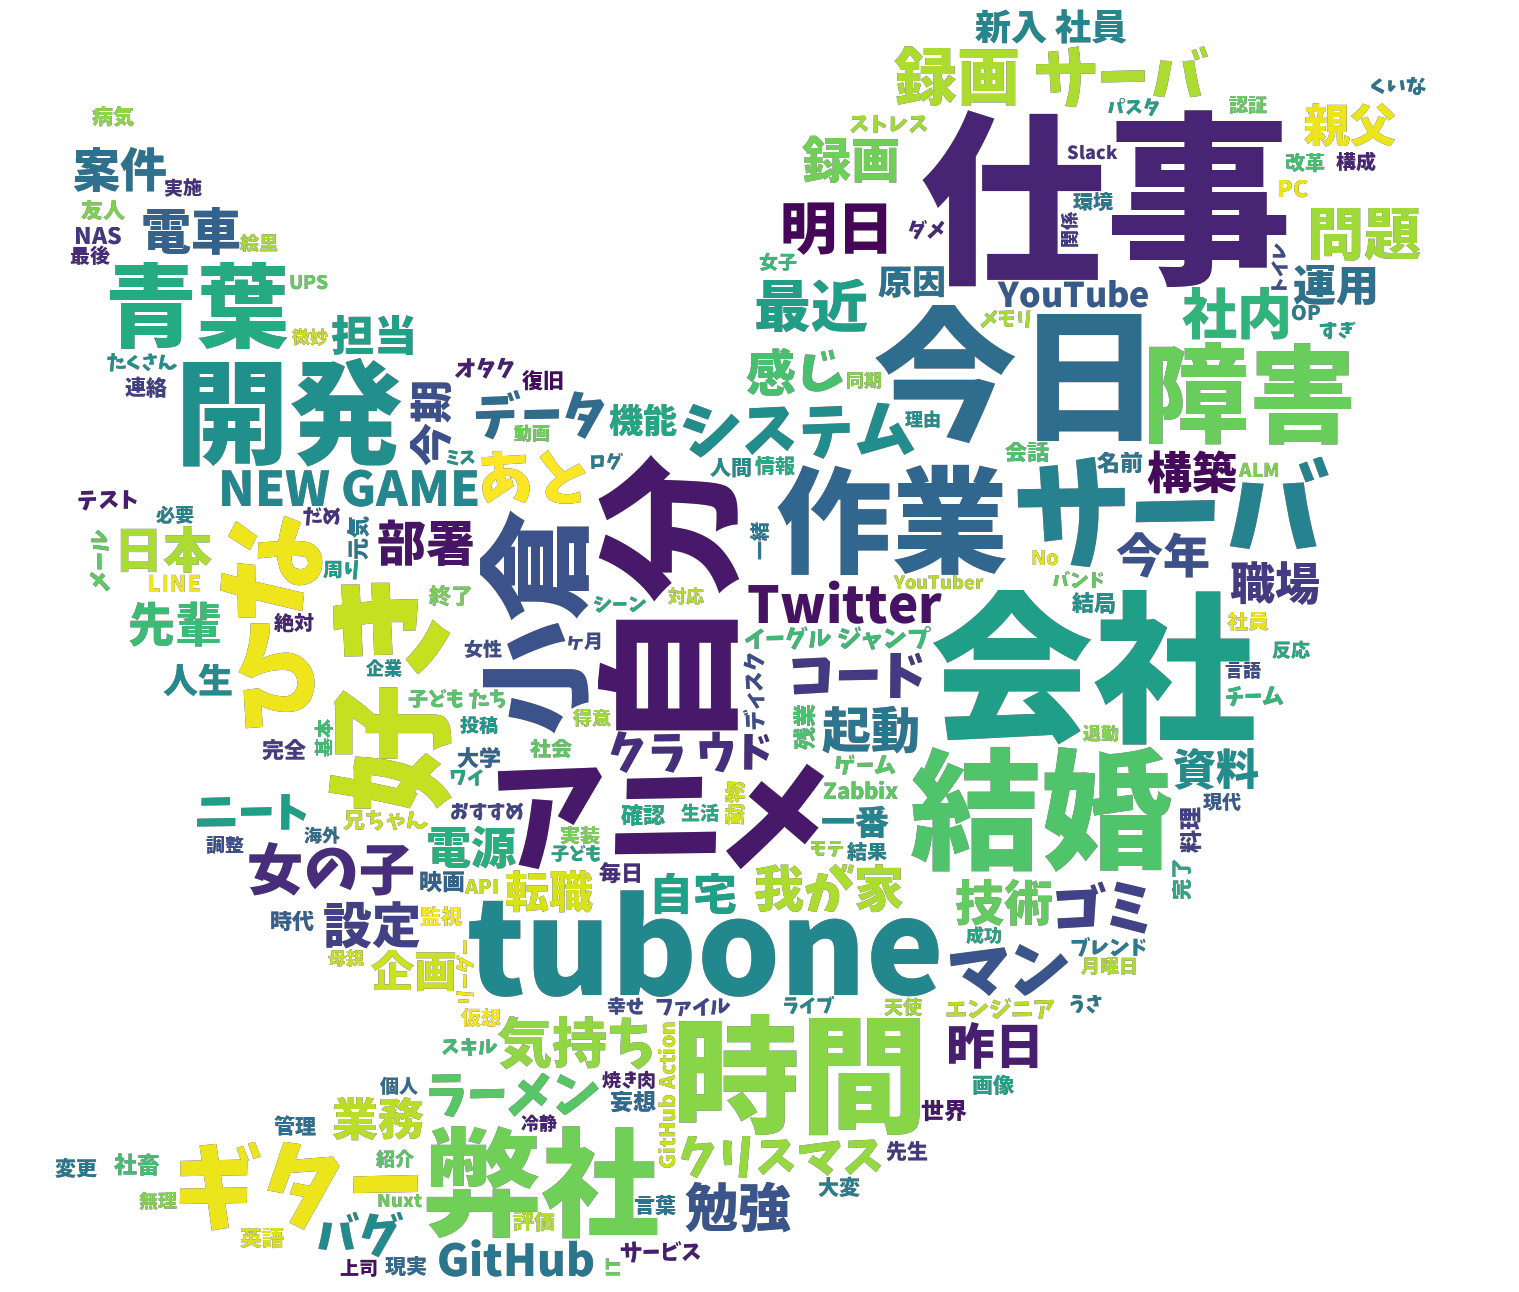 新入 社員
録画 サーバ
くいな
病気
ストレス
パスタ
認証
親父
案件
実施
録画
仕事
Slack
改革
構成
友人
電車
絵里
NAS
最後
明日
ダメ
関係
環境
PC
問題
青葉
UPS
女子
原因
トイレ
運用
微妙
担当
最近
YouTube
社内
OP
メモリ
すぎ
たくさん
連絡
開発
今期
オタク
復旧
感じ
同期
今日
障害
データ
動画
機能
システム
理由
NEW GAME
ミス
あと
ログ
人間
情報
会話
名前
構築
ALM
テスト
必要
だめ
元気
部署
小倉
自分
一緒
作業
サーバ
メール
日本
ひな
周り
No
今年
LINE
好き
終了
シーン
対応
Twitter
YouTuber
バンド
結局
職場
先輩
絶対
女性
ヶ月
イーグル ジャンプ
会社
社員
人生
企業
ディスク
コード
言語
反応
子ども たち
投稿
得意
残業
起動
チーム
完全
基本
大学
社会
クラウド
退勤
ワイ
アニメ
ゲーム
結婚
資料
ニート
おすすめ
確認
生活
動物
Zabbix
現代
兄ちゃん
調整
海外
電源
実装
子ども
一番
料理
モテ
結果
女の子
映画
API
転職
毎日
自宅
我が家
完了
時代
設定
監視
tubone
技術
ゴミ
成功
母親
企画
リーダー
マン
ブレンド
月曜日
仮想
幸せ
ファイル
ライブ
天使
エンジニア
うさ
スキル
気持ち
GitHub Action
時間
昨日
個人
ラーメン
焼き肉
妄想
画像
管理
業務
冷静
世界
変更
社畜
ギター
紹介
弊社
クリスマス
先生
無理
Nuxt
言葉
勉強
大変
英語
バグ
評価
上司
現実
GitHub
IT
サービス